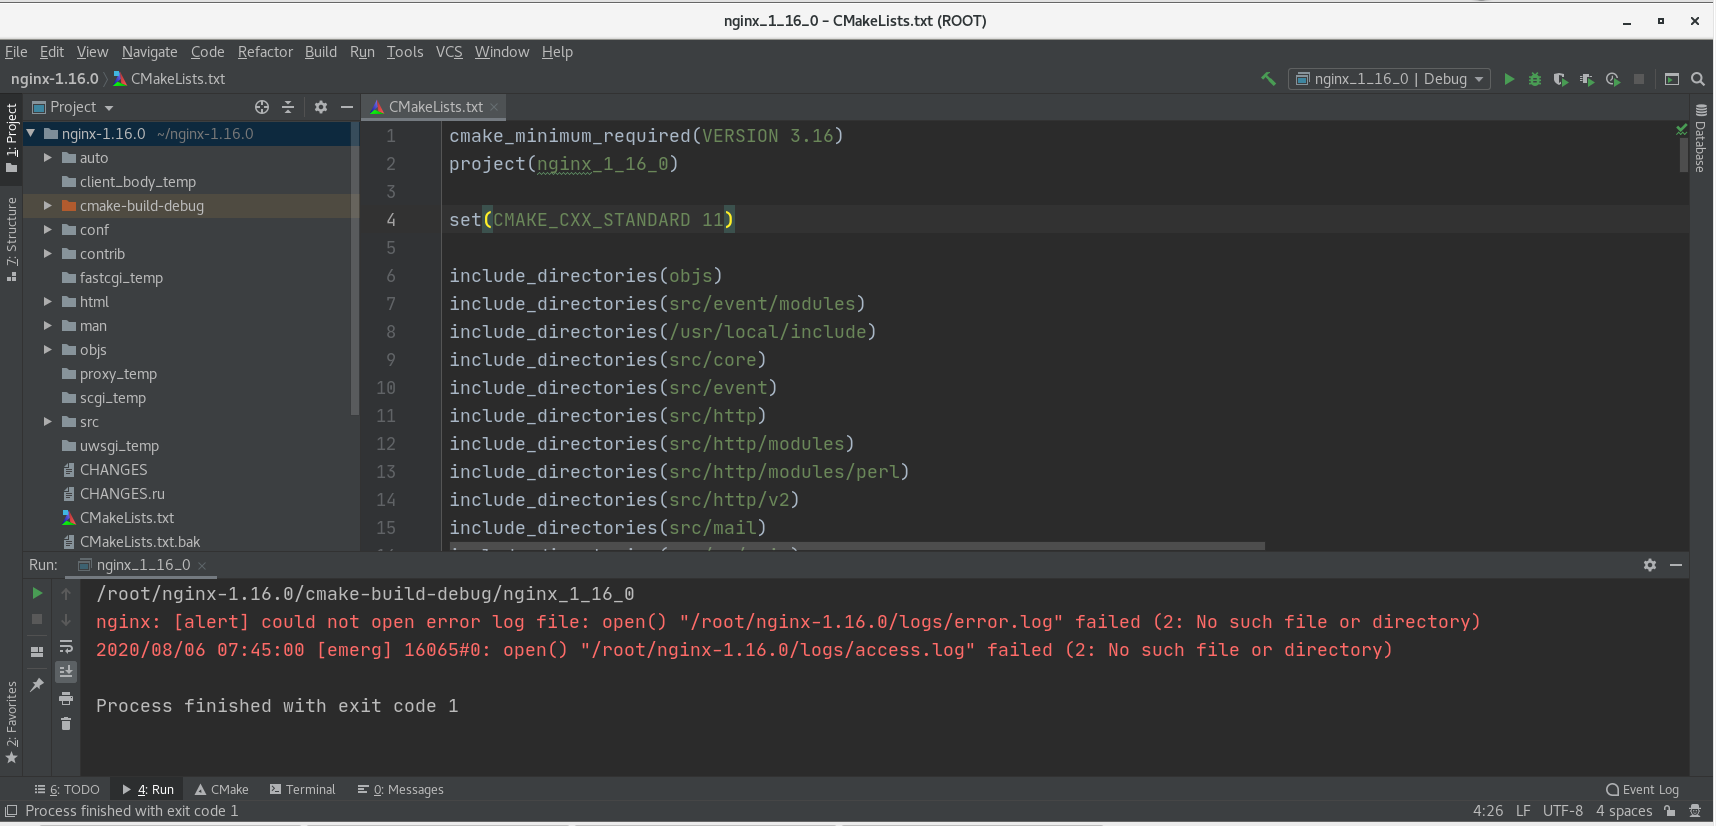 nginx_1_16_0 – CMakeLists.txt (ROOT)
File Edit View Navigate Code Refactor Build Run Tools VCS Window Help
nginx-1.16.0 CMakeLists.txt nginx_1_16_0 | Debug
1: Project
7: Structure
2: Favorites
Project
nginx-1.16.0 ~/nginx-1.16.0
auto
client_body_temp
cmake-build-debug
conf
contrib
fastcgi_temp
html
man
objs
proxy_temp
scgi_temp
src
uwsgi_temp
CHANGES
CHANGES.ru
CMakeLists.txt
CMakeLists.txt.bak
CMakeLists.txt
1 cmake_minimum_required(VERSION 3.16)
2 project(nginx_1_16_0)
3
4 set(CMAKE_CXX_STANDARD 11)
5
6 include_directories(objs)
7 include_directories(src/event/modules)
8 include_directories(/usr/local/include)
9 include_directories(src/core)
10 include_directories(src/event)
11 include_directories(src/http)
12 include_directories(src/http/modules)
13 include_directories(src/http/modules/perl)
14 include_directories(src/http/v2)
15 include_directories(src/mail)
Database
Run: nginx_1_16_0
/root/nginx-1.16.0/cmake-build-debug/nginx_1_16_0
nginx: [alert] could not open error log file: open() "/root/nginx-1.16.0/logs/error.log" failed (2: No such file or directory)
2020/08/06 07:45:00 [emerg] 16065#0: open() "/root/nginx-1.16.0/logs/access.log" failed (2: No such file or directory)
Process finished with exit code 1
6: TODO 4: Run CMake Terminal 0: Messages Event Log
Process finished with exit code 1 4:26 LF UTF-8 4 spaces